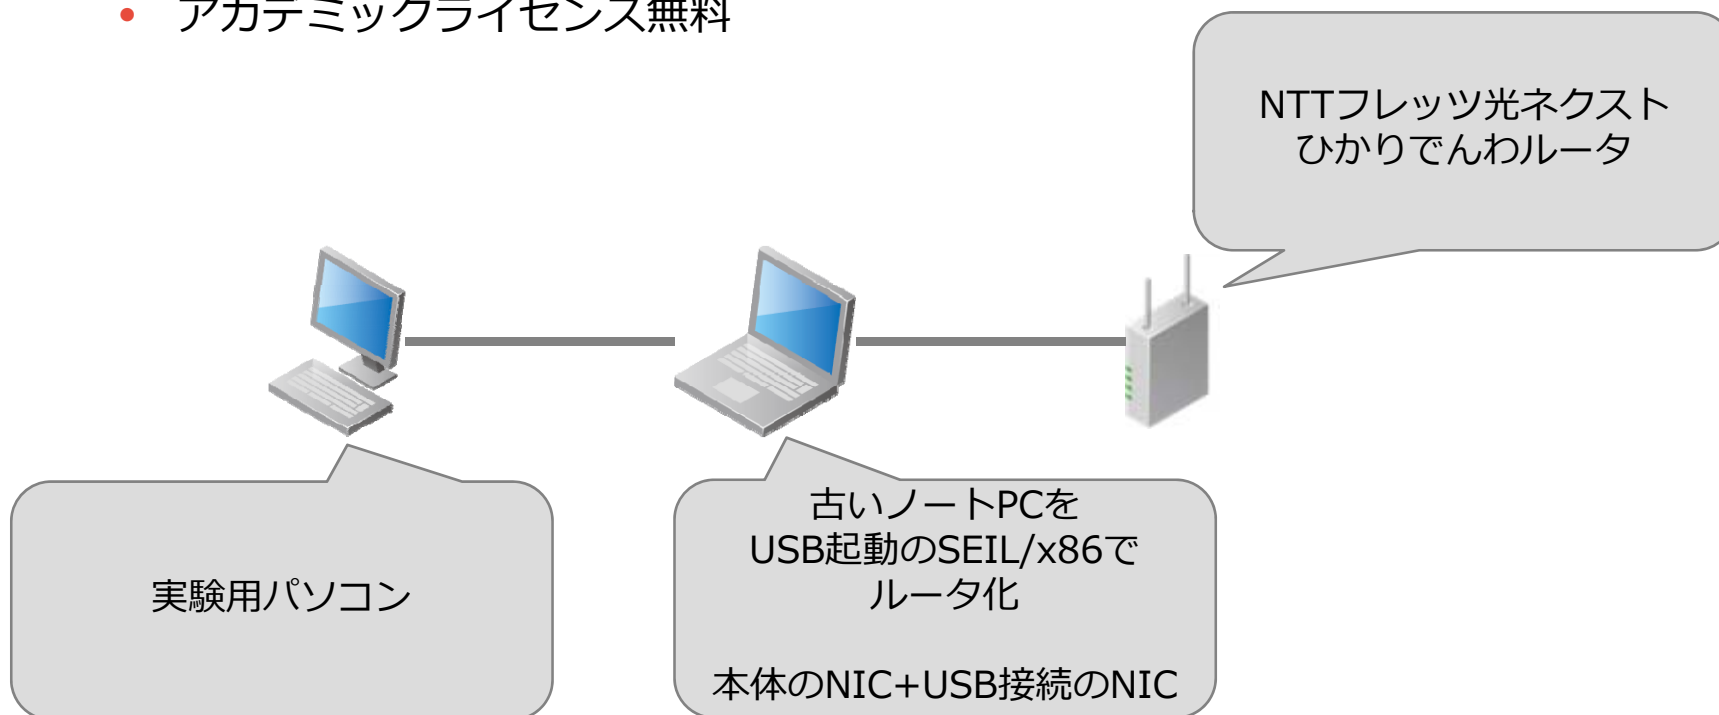 • アカデミックライセンス無料
NTTフレッツ光ネクスト
ひかりでんわルータ
実験用パソコン
古いノートPCを
USB起動のSEIL/x86で
ルータ化
本体のNIC+USB接続のNIC